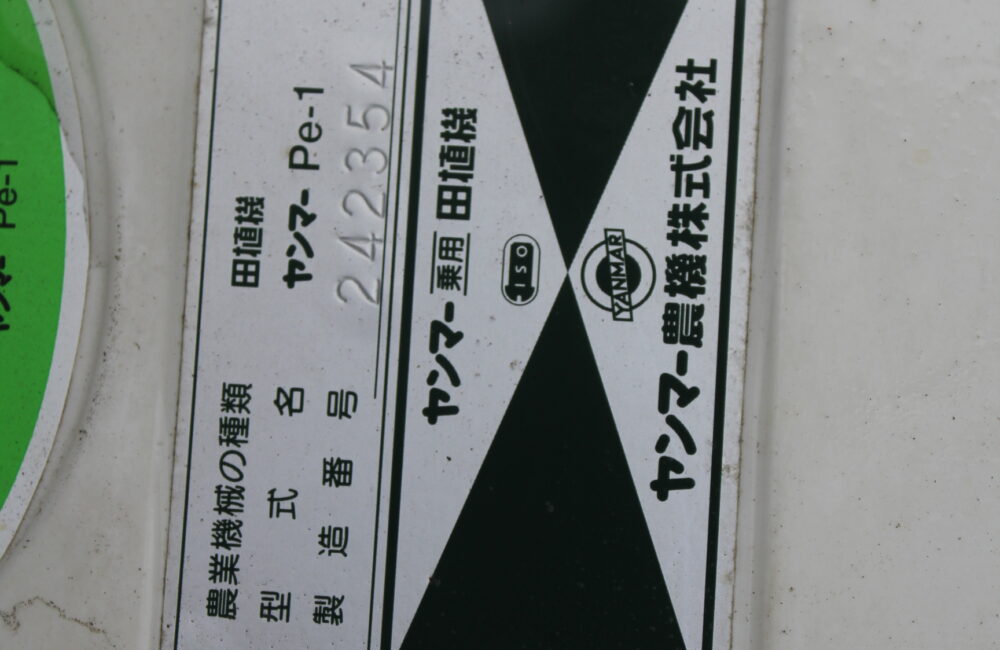 農業機械の種類 田植機
型式名 ヤンマー Pe-1
製造番号 242354
ヤンマー乗用田植機
YANMAR
ヤンマー農機株式会社
Pe-1